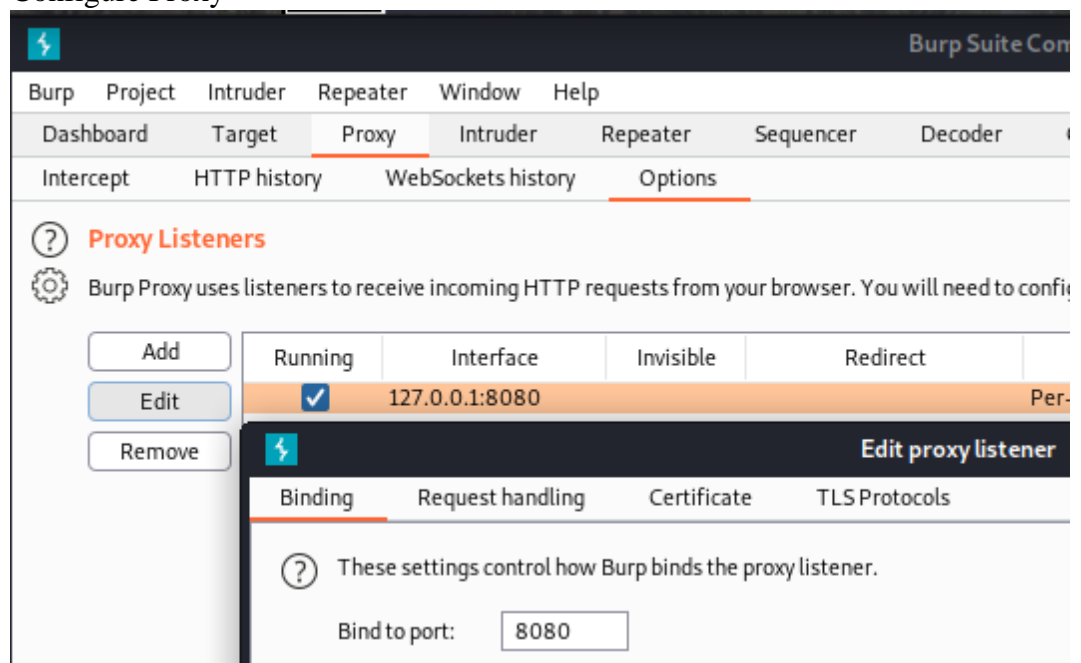 Configure Proxy
Burp Suite Com
Burp Project Intruder Repeater Window Help
Dashboard Target Proxy Intruder Repeater Sequencer Decoder
Intercept HTTP history WebSockets history Options
Proxy Listeners
Burp Proxy uses listeners to receive incoming HTTP requests from your browser. You will need to config
Add Running Interface Invisible Redirect
Edit 127.0.0.1:8080 Per-
Remove Edit proxy listener
Binding Request handling Certificate TLS Protocols
These settings control how Burp binds the proxy listener.
Bind to port: 8080